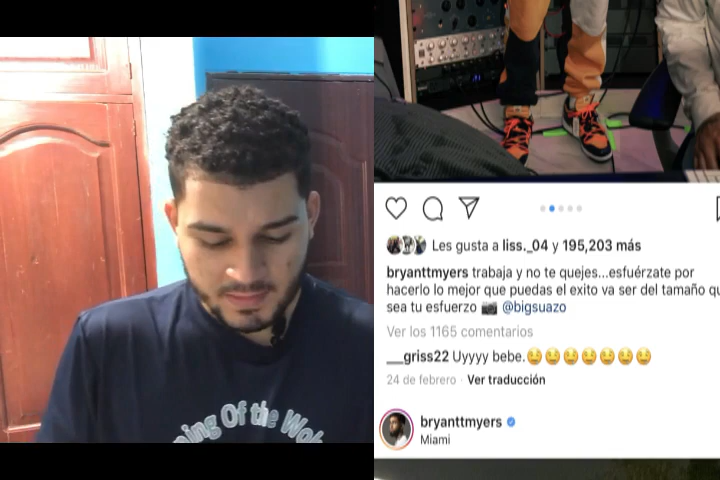 ning Of the Wol
Les gusta a liss._04 y 195,203 más
bryanttmyers trabaja y no te quejes...esfuérzate por
hacerlo lo mejor que puedas el exito va ser del tamaño qu
sea tu esfuerzo 📷 @bigsuazo
Ver los 1165 comentarios
__griss22 Uyyyy bebe.😉😉😉😉😉😉😉
24 de febrero · Ver traducción
bryanttmyers
Miami